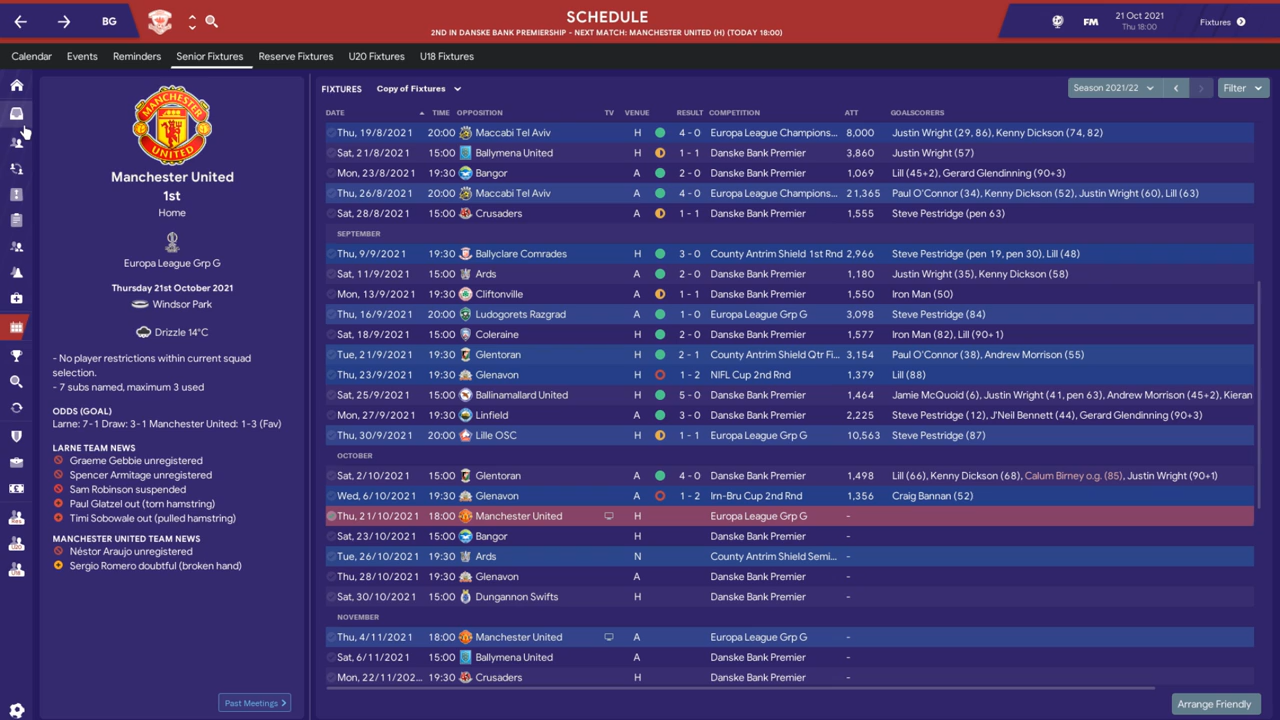 BG
SCHEDULE
2ND IN DANSKE BANK PREMIERSHIP - NEXT MATCH: MANCHESTER UNITED (H) (TODAY 18:00)
FM
21 Oct 2021
Thu 18:00
Fixtures
Calendar Events Reminders Senior Fixtures Reserve Fixtures U20 Fixtures U18 Fixtures
Manchester United
1st
Home
Europa League Grp G
Thursday 21st October 2021
Windsor Park
Drizzle 14°C
- No player restrictions within current squad
selection.
- 7 subs named, maximum 3 used
ODDS (GOAL)
Larne: 7-1 Draw: 3-1 Manchester United: 1-3 (Fav)
LARNE TEAM NEWS
Graeme Gebbie unregistered
Spencer Armitage unregistered
Sam Robinson suspended
Paul Glatzel out (torn hamstring)
Timi Sobowale out (pulled hamstring)
MANCHESTER UNITED TEAM NEWS
Néstor Araujo unregistered
Sergio Romero doubtful (broken hand)
Past Meetings
FIXTURES Copy of Fixtures Season 2021/22 Filter
DATE TIME OPPOSITION TV VENUE RESULT COMPETITION ATT GOALSCORERS
Thu, 19/8/2021 20:00 Maccabi Tel Aviv H 4 - 0 Europa League Champions... 8,000 Justin Wright (29, 86), Kenny Dickson (74, 82)
Sat, 21/8/2021 15:00 Ballymena United H 1 - 1 Danske Bank Premier 3,860 Justin Wright (57)
Mon, 23/8/2021 19:30 Bangor A 2 - 0 Danske Bank Premier 1,069 Lill (45+2), Gerard Glendinning (90+3)
Thu, 26/8/2021 20:00 Maccabi Tel Aviv A 4 - 0 Europa League Champions... 21,365 Paul O'Connor (34), Kenny Dickson (52), Justin Wright (60), Lill (63)
Sat, 28/8/2021 15:00 Crusaders A 1 - 1 Danske Bank Premier 1,555 Steve Pestridge (pen 63)
SEPTEMBER
Thu, 9/9/2021 19:30 Ballyclare Comrades H 3 - 0 County Antrim Shield 1st Rnd 2,966 Steve Pestridge (pen 19, pen 30), Lill (48)
Sat, 11/9/2021 15:00 Ards A 2 - 0 Danske Bank Premier 1,180 Justin Wright (35), Kenny Dickson (58)
Mon, 13/9/2021 19:30 Cliftonville A 1 - 1 Danske Bank Premier 1,550 Iron Man (50)
Thu, 16/9/2021 20:00 Ludogorets Razgrad A 1 - 0 Europa League Grp G 3,098 Steve Pestridge (84)
Sat, 18/9/2021 15:00 Coleraine H 2 - 0 Danske Bank Premier 1,577 Iron Man (82), Lill (90+1)
Tue, 21/9/2021 19:30 Glentoran H 2 - 1 County Antrim Shield Qtr Fi... 3,154 Paul O'Connor (38), Andrew Morrison (55)
Thu, 23/9/2021 19:30 Glenavon H 1 - 2 NIFL Cup 2nd Rnd 1,379 Lill (88)
Sat, 25/9/2021 15:00 Ballinamallard United H 5 - 0 Danske Bank Premier 1,464 Jamie McQuoid (6), Justin Wright (41, pen 63), Andrew Morrison (45+2), Kieran
Mon, 27/9/2021 19:30 Linfield A 3 - 0 Danske Bank Premier 2,225 Steve Pestridge (12), J'Neil Bennett (44), Gerard Glendinning (90+3)
Thu, 30/9/2021 20:00 Lille OSC H 1 - 1 Europa League Grp G 10,563 Steve Pestridge (87)
OCTOBER
Sat, 2/10/2021 15:00 Glentoran A 4 - 0 Danske Bank Premier 1,498 Lill (66), Kenny Dickson (68), Calum Birney o.g. (85), Justin Wright (90+1)
Wed, 6/10/2021 19:30 Glenavon A 1 - 2 Irn-Bru Cup 2nd Rnd 1,356 Craig Bannan (52)
Thu, 21/10/2021 18:00 Manchester United H Europa League Grp G -
Sat, 23/10/2021 15:00 Bangor H Danske Bank Premier -
Tue, 26/10/2021 19:30 Ards N County Antrim Shield Semi... -
Thu, 28/10/2021 19:30 Glenavon A Danske Bank Premier -
Sat, 30/10/2021 15:00 Dungannon Swifts H Danske Bank Premier -
NOVEMBER
Thu, 4/11/2021 18:00 Manchester United A Europa League Grp G -
Sat, 6/11/2021 15:00 Ballymena United A Danske Bank Premier -
Mon, 22/11/202... 19:30 Crusaders H Danske Bank Premier -
Arrange Friendly